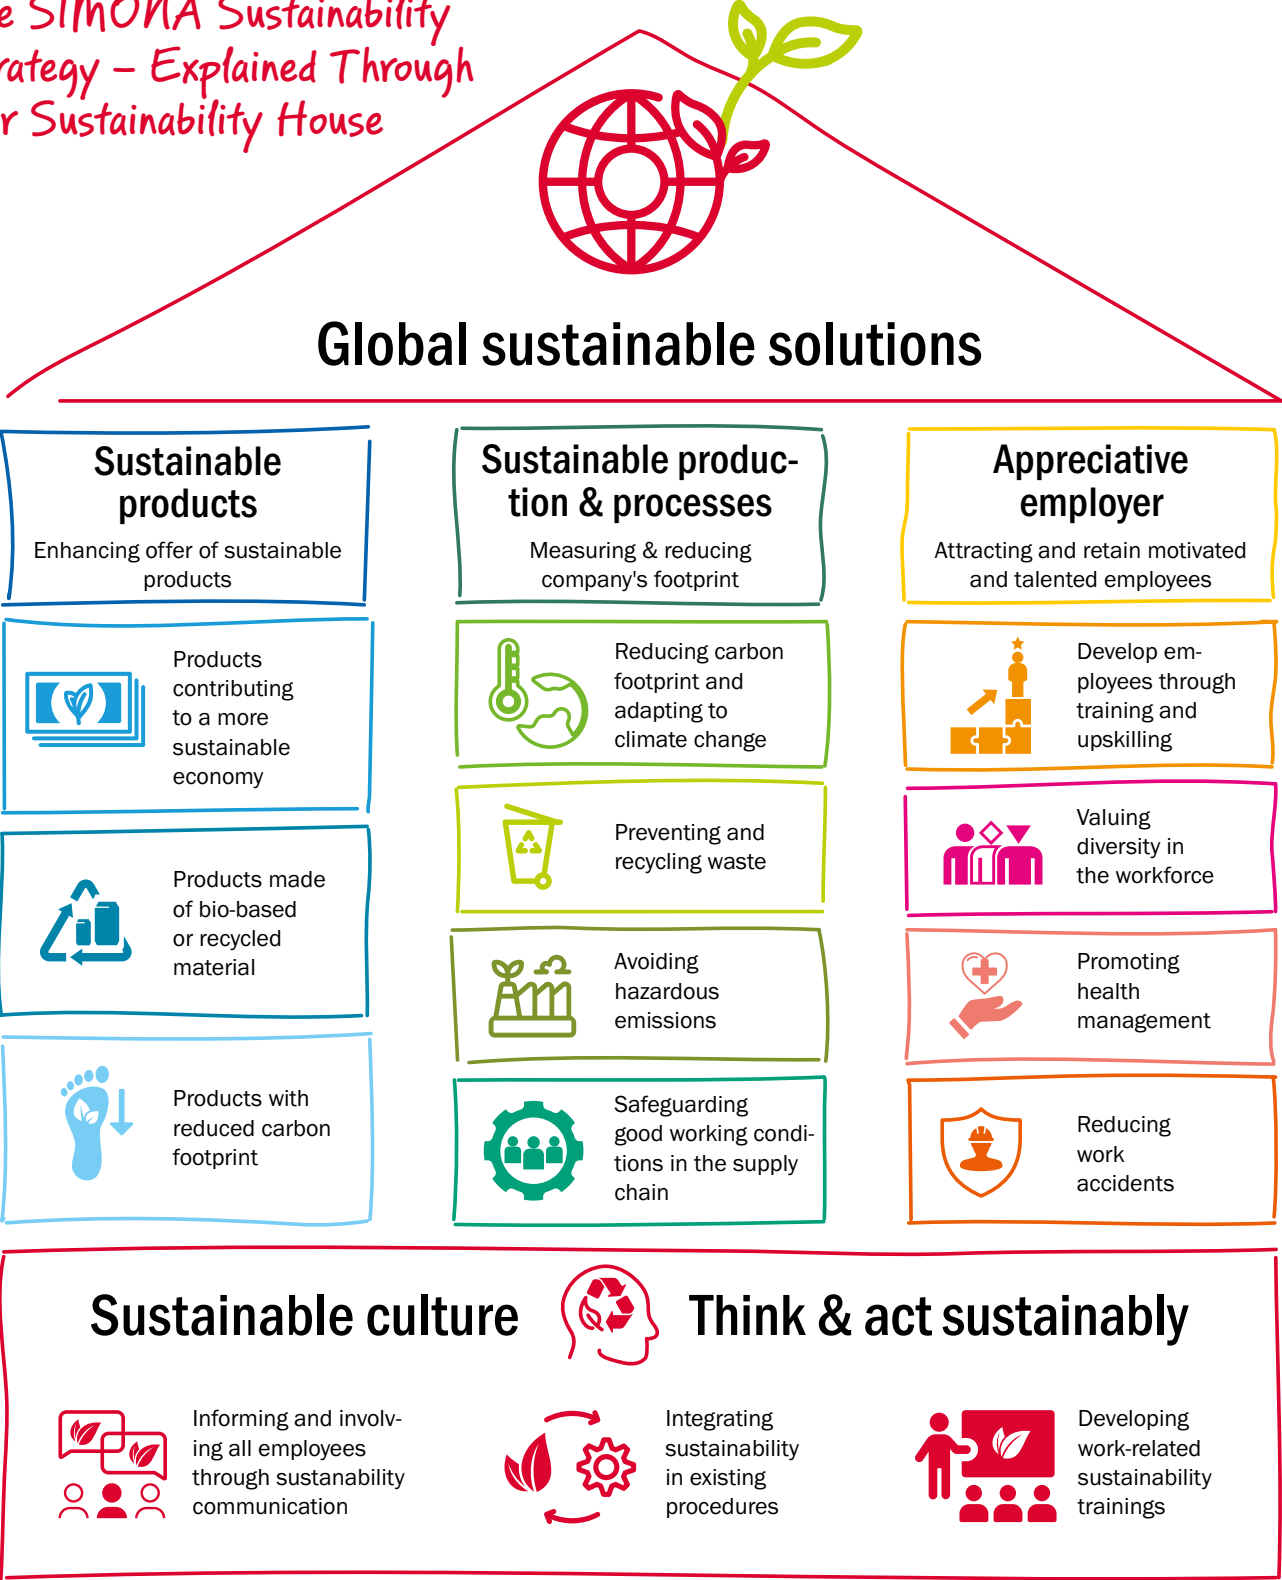 e SIMONA Sustainability
rategy – Explained Through
r Sustainability House
Global sustainable solutions
Sustainable
products
Enhancing offer of sustainable
products
Products
contributing
to a more
sustainable
economy
Products made
of bio-based
or recycled
material
Products with
reduced carbon
footprint
Sustainable produc-
tion & processes
Measuring & reducing
company's footprint
Reducing carbon
footprint and
adapting to
climate change
Preventing and
recycling waste
Avoiding
hazardous
emissions
Safeguarding
good working condi-
tions in the supply
chain
Appreciative
employer
Attracting and retain motivated
and talented employees
Develop em-
ployees through
training and
upskilling
Valuing
diversity in
the workforce
Promoting
health
management
Reducing
work
accidents
Sustainable culture
Think & act sustainably
Informing and involv-
ing all employees
through sustanability
communication
Integrating
sustainability
in existing
procedures
Developing
work-related
sustainability
trainings